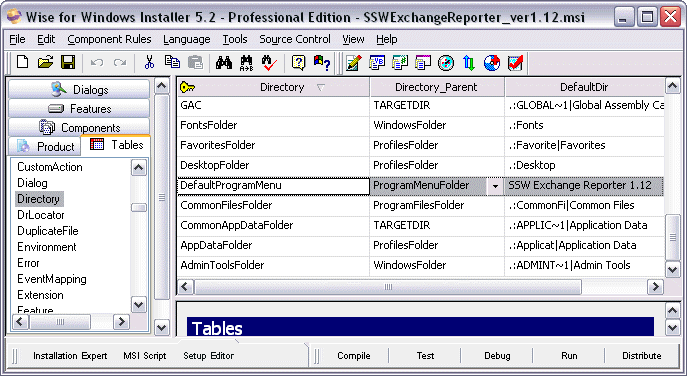 Wise for Windows Installer 5.2 - Professional Edition - SSWExchangeReporter_ver1.12.msi
File Edit Component Rules Language Tools Source Control View Help
Dialogs
Features
Components
Product Tables
CustomAction
Dialog
Directory
DrLocator
DuplicateFile
Environment
Error
EventMapping
Extension
Feature
Directory Directory_Parent DefaultDir
GAC TARGETDIR .:GLOBAL~1|Global Assembly Ca
FontsFolder WindowsFolder .:Fonts
FavoritesFolder ProfilesFolder .:Favorite|Favorites
DesktopFolder ProfilesFolder .:Desktop
DefaultProgramMenu ProgramMenuFolder SSW Exchange Reporter 1.12
CommonFilesFolder ProgramFilesFolder .:CommonFi|Common Files
CommonAppDataFolder TARGETDIR .:APPLIC~1|Application Data
AppDataFolder ProfilesFolder .:Applicat|Application Data
AdminToolsFolder WindowsFolder .:ADMINT~1|Admin Tools
Tables
Installation Expert MSI Script Setup Editor Compile Test Debug Run Distribute